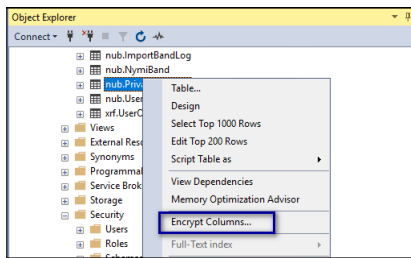 Object Explorer
Connect
nub.ImportBandLog
nub.NymiBand
nub.Priv
nub.User
xrf.UserC
Views
External Reso
Synonyms
Programmal
Service Brok
Storage
Security
Users
Roles
Table...
Design
Select Top 1000 Rows
Edit Top 200 Rows
Script Table as
View Dependencies
Memory Optimization Advisor
Encrypt Columns...
Full-Text index